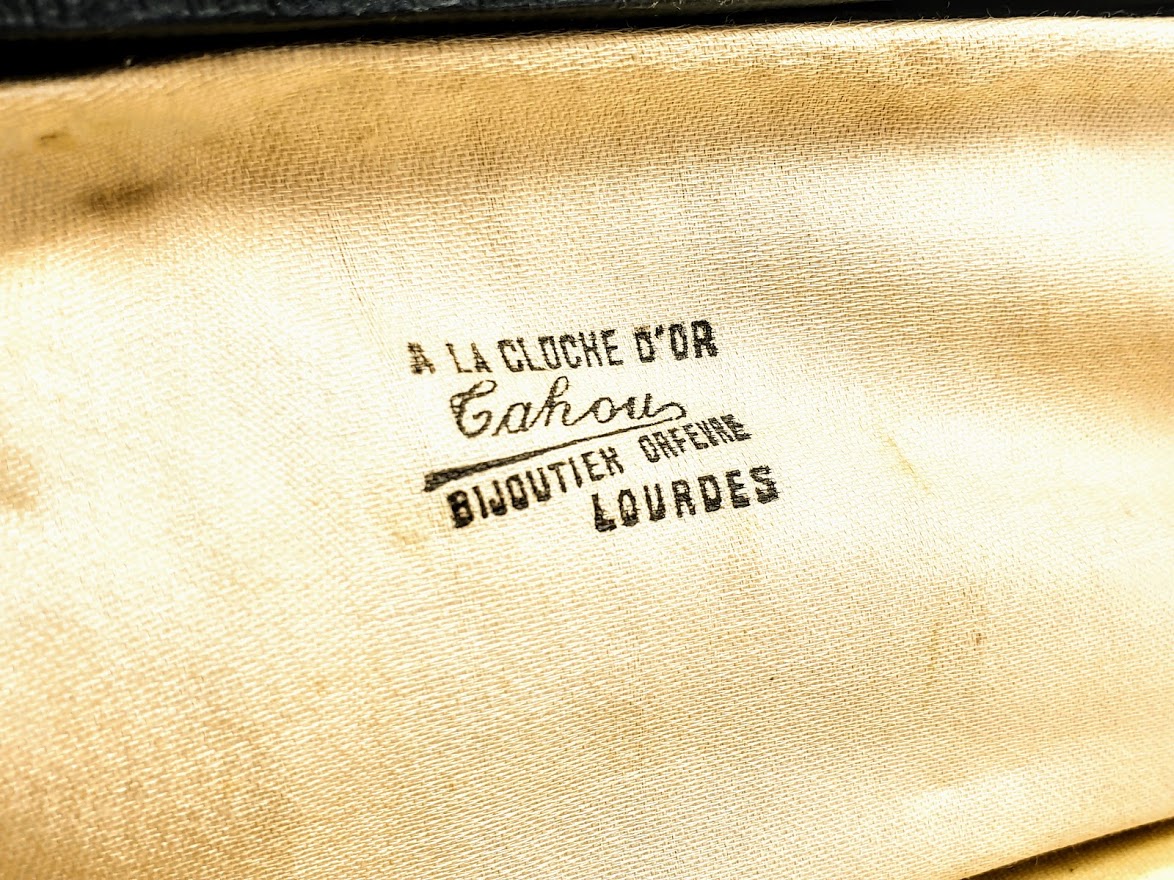 A LA CLOCHE D'OR
Cahou
BIJOUTIER ORFEVRE
LOURDES